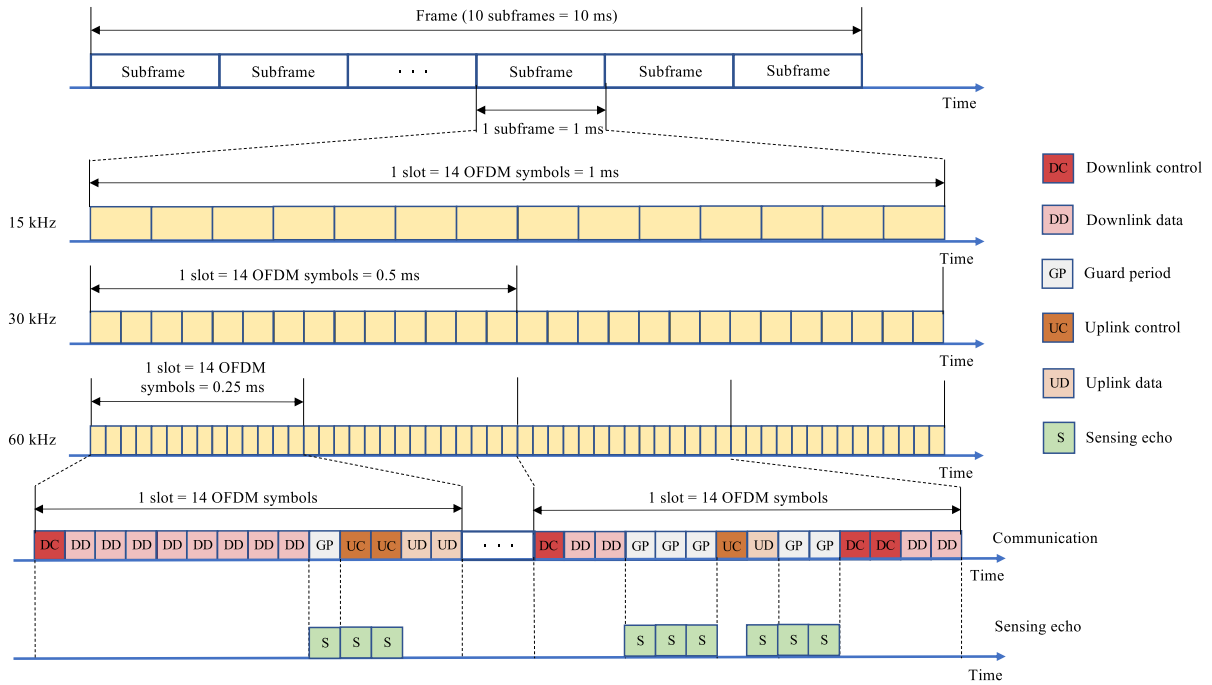 Frame (10 subframes = 10 ms)
Subframe Subframe · · · Subframe Subframe Subframe
Time
1 subframe = 1 ms
1 slot = 14 OFDM symbols = 1 ms
15 kHz
Time
1 slot = 14 OFDM symbols = 0.5 ms
30 kHz
Time
1 slot = 14 OFDM
symbols = 0.25 ms
60 kHz
Time
1 slot = 14 OFDM symbols 1 slot = 14 OFDM symbols
DC DD DD DD DD DD DD DD DD GP UC UC UD UD · · · DC DD DD GP GP GP UC UD GP GP DC DC DD DD Communication
Time
S S S S S S S S S Sensing echo
Time
DC Downlink control
DD Downlink data
GP Guard period
UC Uplink control
UD Uplink data
S Sensing echo